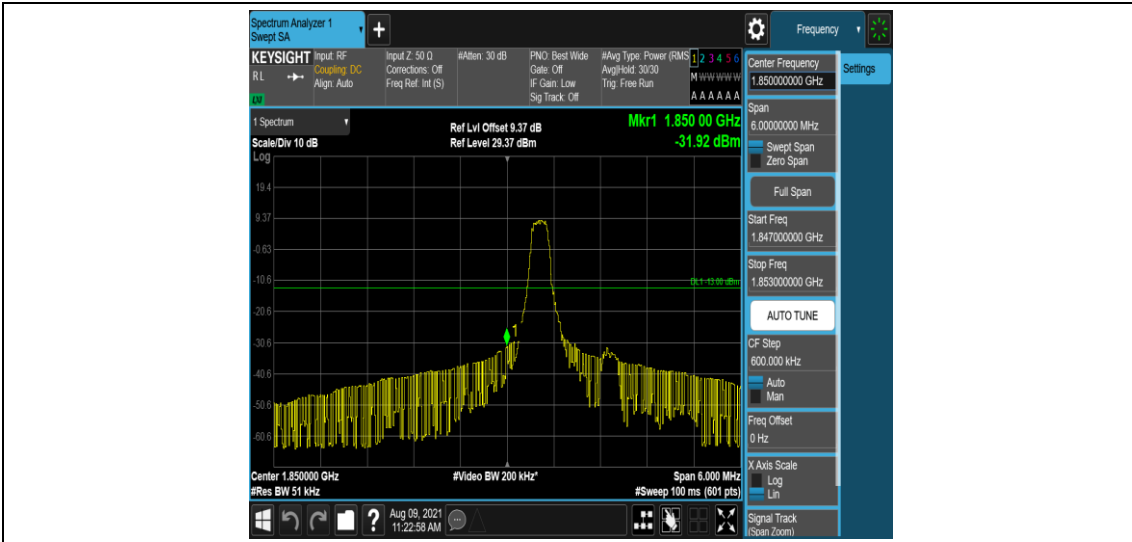 Spectrum Analyzer 1
Swept SA
Frequency
KEYSIGHT
RL
LXI
Input: RF
Coupling: DC
Align: Auto
Input Z: 50 Ω
Corrections: Off
Freq Ref: Int (S)
#Atten: 30 dB
PNO: Best Wide
Gate: Off
IF Gain: Low
Sig Track: Off
#Avg Type: Power (RMS
Avg|Hold: 30/30
Trig: Free Run
1 2 3 4 5 6
M W W W W W
A A A A A A
1 Spectrum
Scale/Div 10 dB
Log
Ref Lvl Offset 9.37 dB
Ref Level 29.37 dBm
Mkr1 1.850 00 GHz
-31.92 dBm
19.4
9.37
-0.63
-10.6
-20.6
-30.6
-40.6
-50.6
-60.6
DL1 -13.00 dBm
1
Center 1.850000 GHz
#Res BW 51 kHz
#Video BW 200 kHz*
Span 6.000 MHz
#Sweep 100 ms (601 pts)
Center Frequency
1.850000000 GHz
Settings
Span
6.00000000 MHz
Swept Span
Zero Span
Full Span
Start Freq
1.847000000 GHz
Stop Freq
1.853000000 GHz
AUTO TUNE
CF Step
600.000 kHz
Auto
Man
Freq Offset
0 Hz
X Axis Scale
Log
Lin
Signal Track
(Span Zoom)
?
Aug 09, 2021
11:22:58 AM